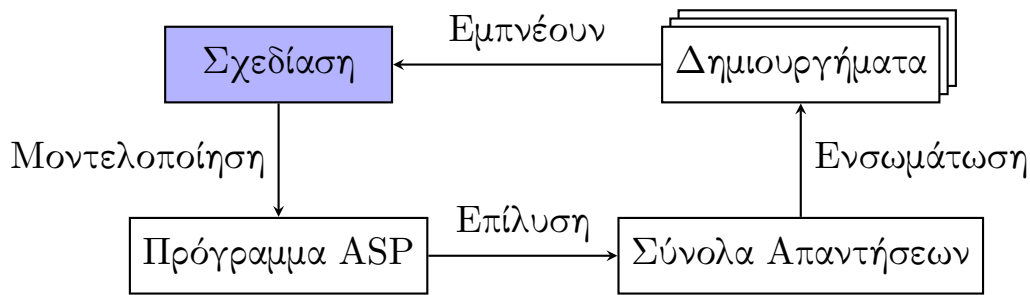 Εμπνέουν
Σχεδίαση
Δημιουργήματα
Μοντελοποίηση
Ενσωμάτωση
Επίλυση
Πρόγραμμα ASP
Σύνολα Απαντήσεων